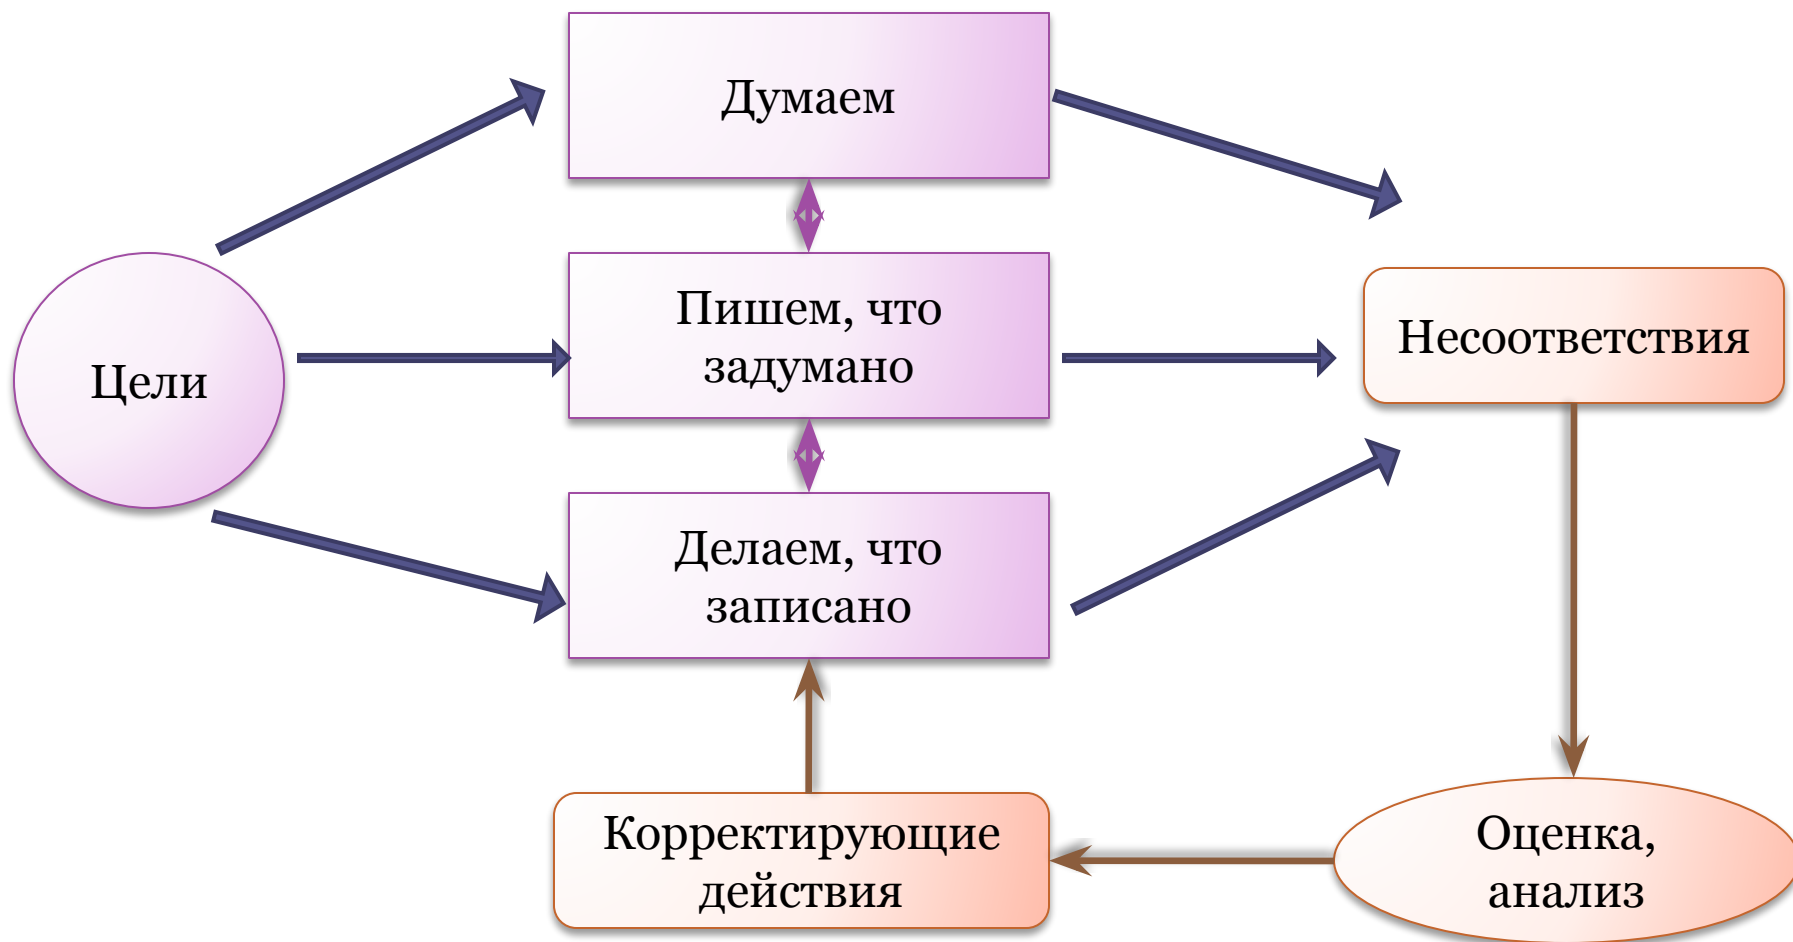 Думаем
Цели
Пишем, что
задумано
Несоответствия
Делаем, что
записано
Корректирующие
действия
Оценка,
анализ